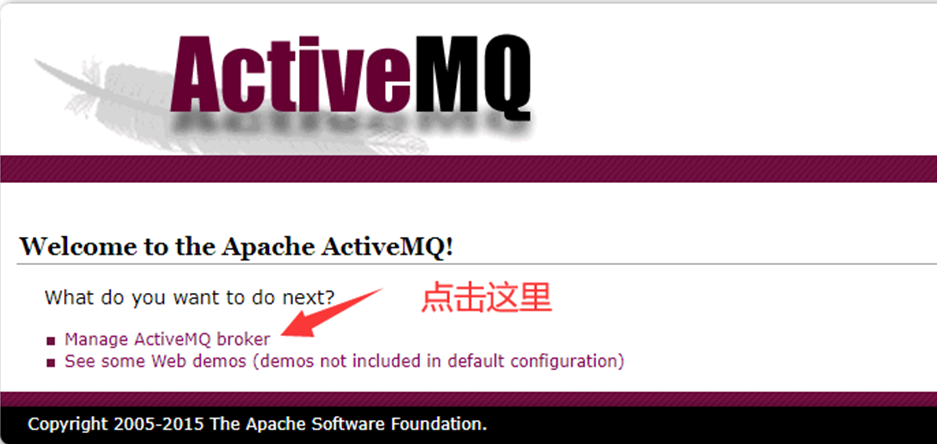 ActiveMQ
Welcome to the Apache ActiveMQ!
What do you want to do next?
点击这里
Manage ActiveMQ broker
See some Web demos (demos not included in default configuration)
Copyright 2005-2015 The Apache Software Foundation.